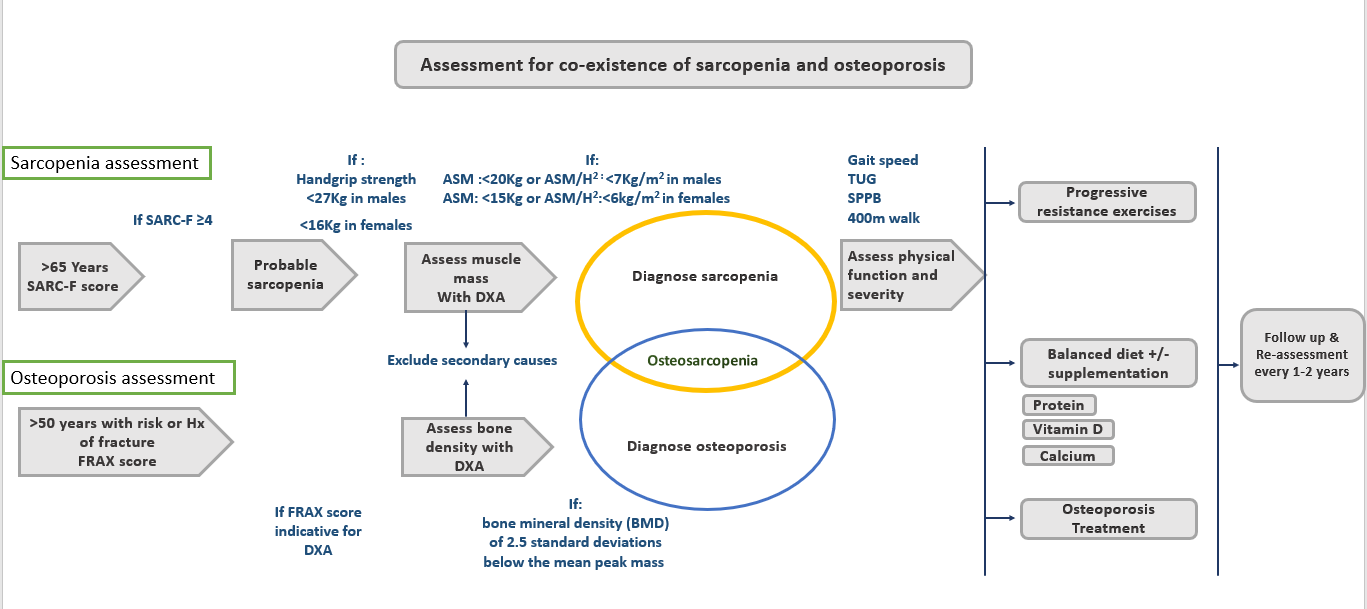 Assessment for co-existence of sarcopenia and osteoporosis
Sarcopenia assessment
If SARC-F ≥4
If :
Handgrip strength
<27Kg in males
<16Kg in females
If:
ASM :<20Kg or ASM/H²:<7Kg/m² in males
ASM: <15Kg or ASM/H²:<6kg/m² in females
Gait speed
TUG
SPPB
400m walk
>65 Years
SARC-F score
Probable
sarcopenia
Assess muscle
mass
With DXA
Diagnose sarcopenia
Assess physical
function and
severity
Progressive
resistance exercises
Exclude secondary causes
Osteosarcopenia
Balanced diet +/-
supplementation
Protein
Vitamin D
Calcium
Follow up &
Re-assessment
every 1-2 years
Osteoporosis assessment
>50 years with risk or Hx
of fracture
FRAX score
Assess bone
density with
DXA
Diagnose osteoporosis
If FRAX score
indicative for
DXA
If:
bone mineral density (BMD)
of 2.5 standard deviations
below the mean peak mass
Osteoporosis
Treatment